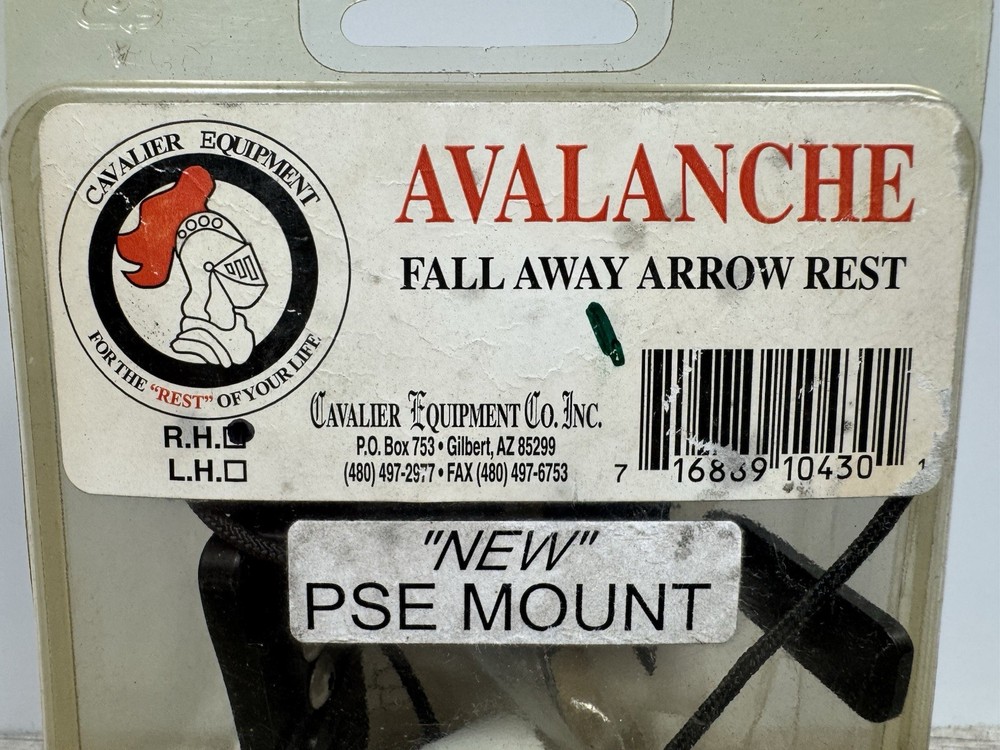 CAVALIER EQUIPMENT
FOR THE "REST" OF YOUR LIFE
R.H.
L.H.
AVALANCHE
FALL AWAY ARROW REST
CAVALIER EQUIPMENT CO. INC.
P.O. Box 753 • Gilbert, AZ 85299
(480) 497-2977 • FAX (480) 497-6753
7 16889 10430 1
"NEW"
PSE MOUNT